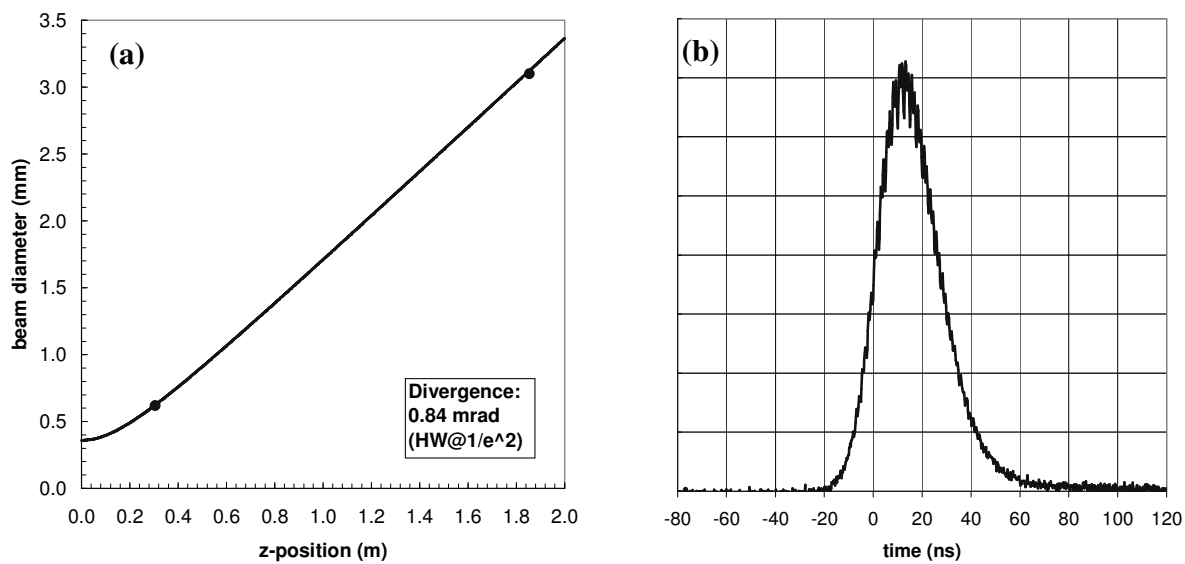 (a)
3.5
3.0
2.5
2.0
1.5
1.0
0.5
0.0
beam diameter (mm)
Divergence:
0.84 mrad
(HW@1/e^2)
0.0 0.2 0.4 0.6 0.8 1.0 1.2 1.4 1.6 1.8 2.0
z-position (m)
(b)
-80 -60 -40 -20 0 20 40 60 80 100 120
time (ns)